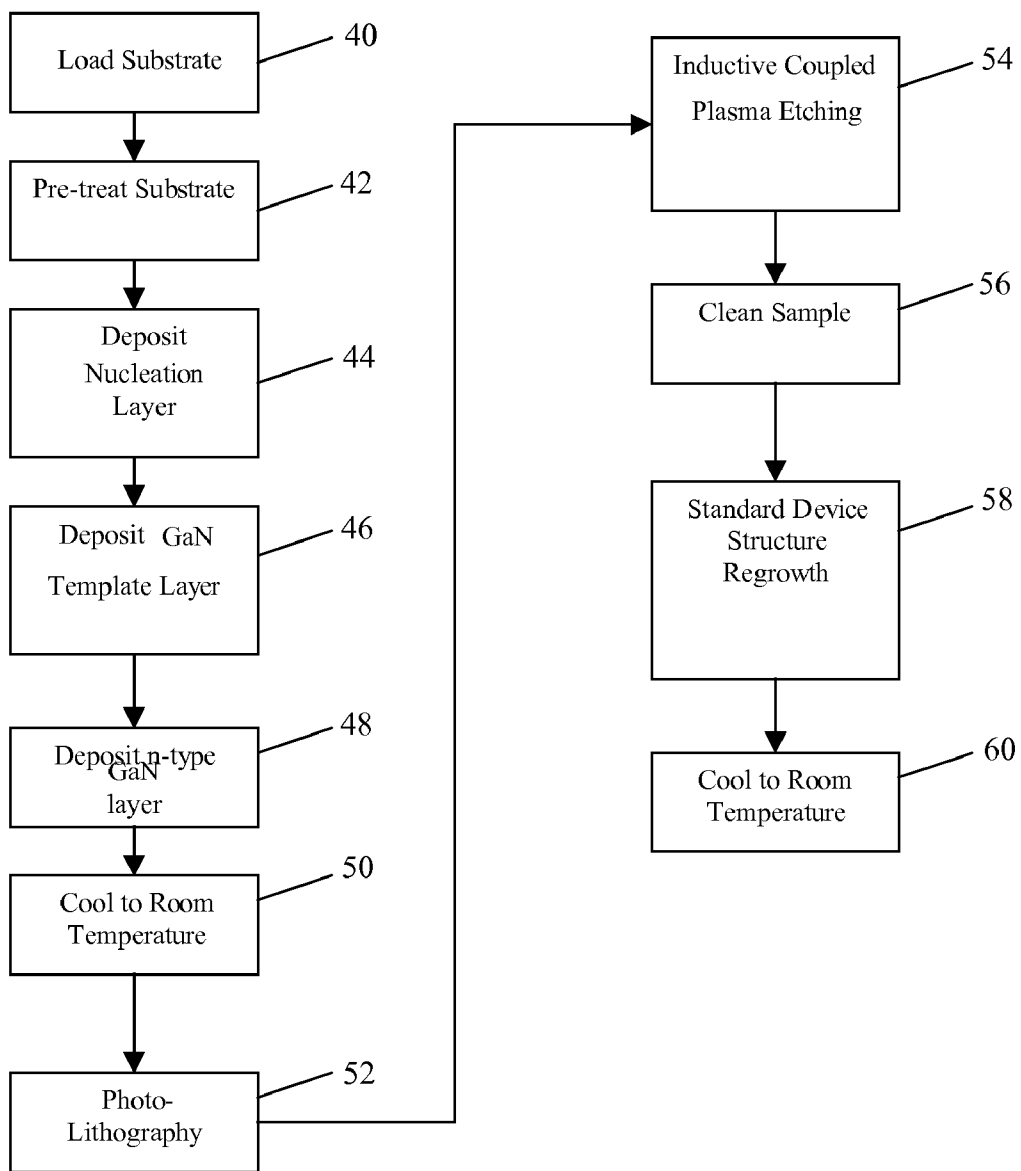 Load Substrate
40
Pre-treat Substrate
42
Deposit
Nucleation
Layer
44
Deposit GaN
Template Layer
46
Deposit n-type
GaN
layer
48
Cool to Room
Temperature
50
Photo-
Lithography
52
Inductive Coupled
Plasma Etching
54
Clean Sample
56
Standard Device
Structure
Regrowth
58
Cool to Room
Temperature
60